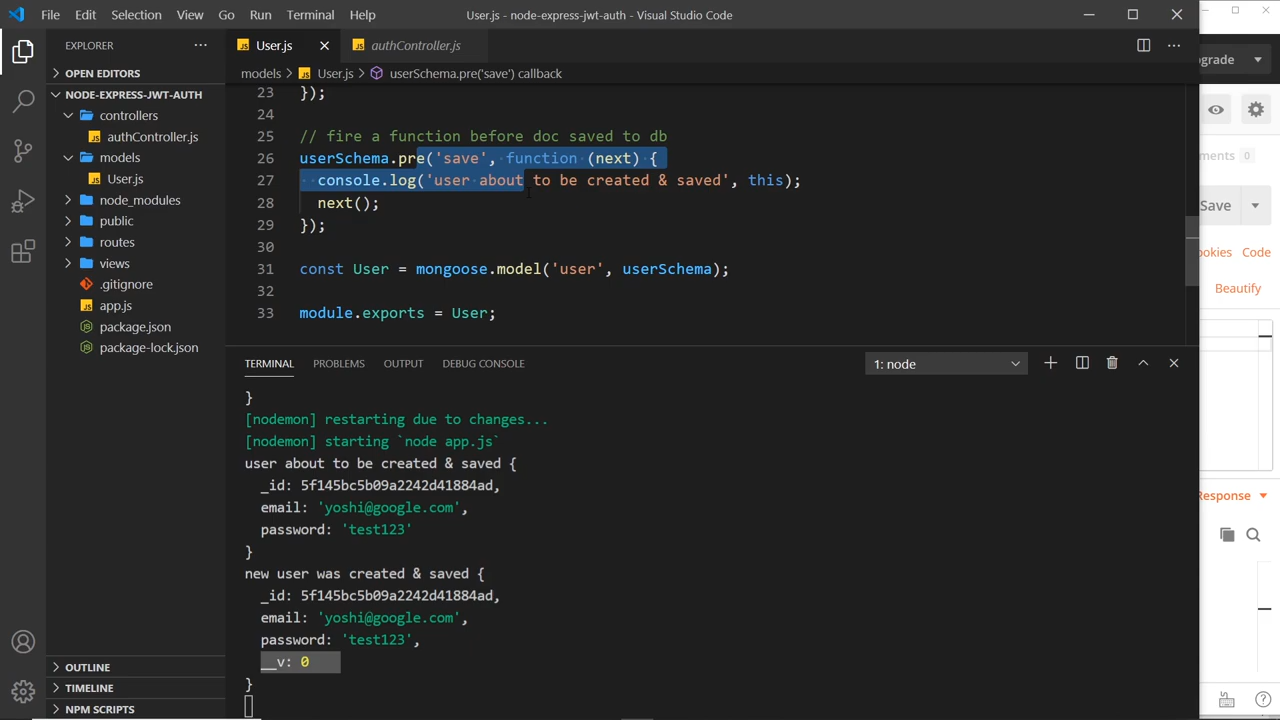 File Edit Selection View Go Run Terminal Help User.js - node-express-jwt-auth - Visual Studio Code
EXPLORER
OPEN EDITORS
NODE-EXPRESS-JWT-AUTH
controllers
authController.js
models
User.js
node_modules
public
routes
views
.gitignore
app.js
package.json
package-lock.json
OUTLINE
TIMELINE
NPM SCRIPTS
User.js authController.js
models > User.js > userSchema.pre('save') callback
23 });
24
25 // fire a function before doc saved to db
26 userSchema.pre('save', function (next) {
27 console.log('user about to be created & saved', this);
28 next();
29 });
30
31 const User = mongoose.model('user', userSchema);
32
33 module.exports = User;
TERMINAL PROBLEMS OUTPUT DEBUG CONSOLE 1: node
}
[nodemon] restarting due to changes...
[nodemon] starting `node app.js`
user about to be created & saved {
_id: 5f145bc5b09a2242d41884ad,
email: 'yoshi@google.com',
password: 'test123'
}
new user was created & saved {
_id: 5f145bc5b09a2242d41884ad,
email: 'yoshi@google.com',
password: 'test123',
__v: 0
}
grade
ments 0
Save
ookies Code
Beautify
Response